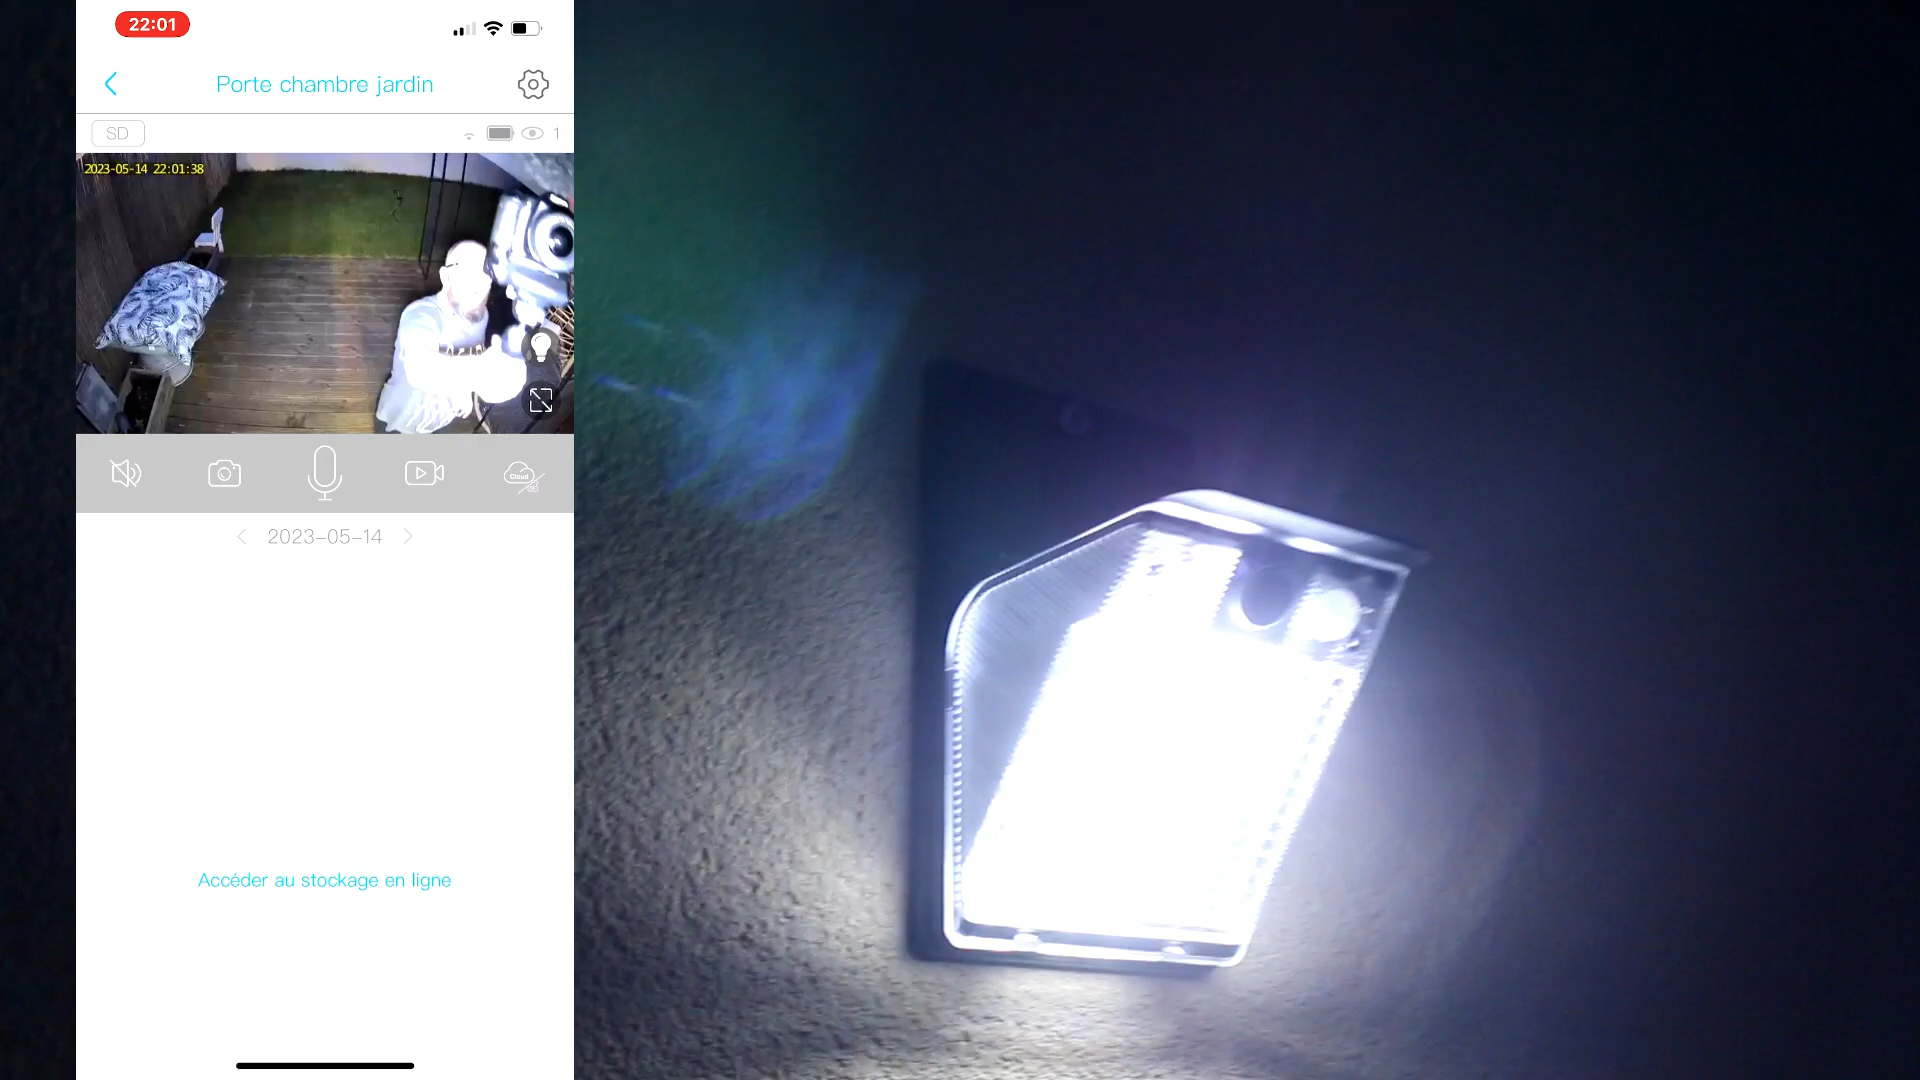 22:01
Porte chambre jardin
SD
1
2023-05-14 22:01:38
Cloud
2023-05-14
Accéder au stockage en ligne